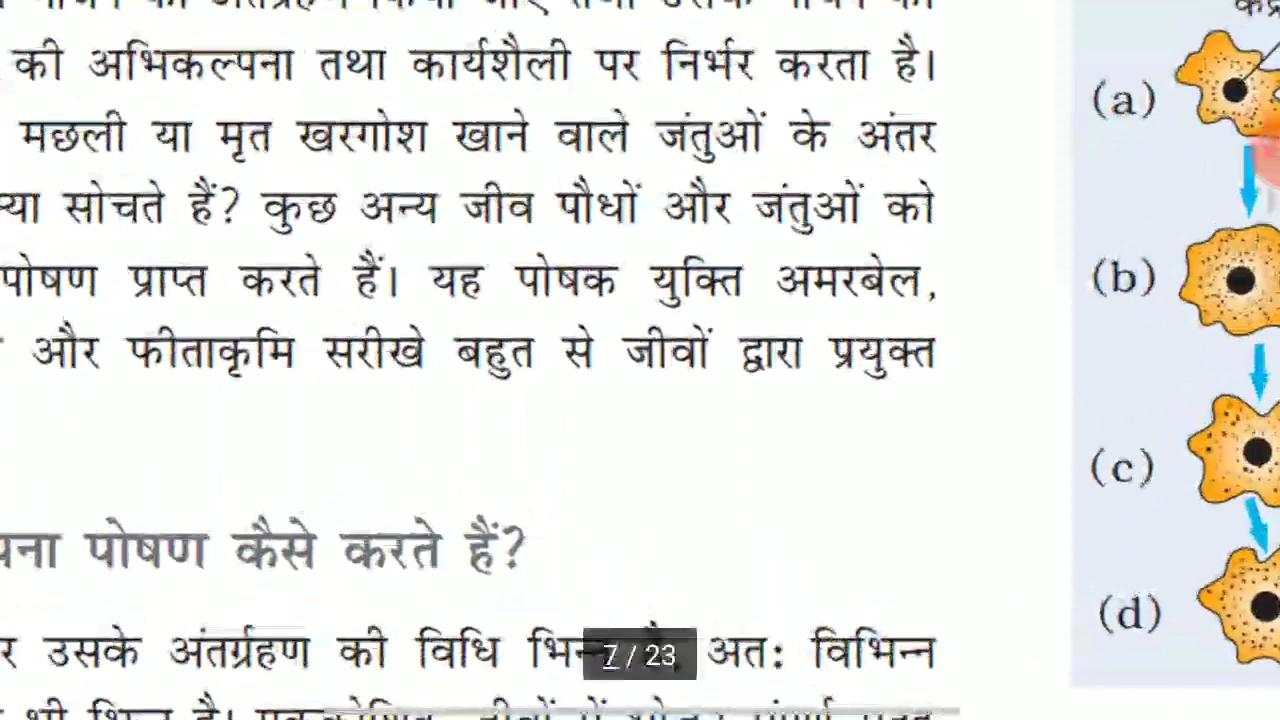 की अभिकल्पना तथा कार्यशैली पर निर्भर करता है।
मछली या मृत खरगोश खाने वाले जंतुओं के अंतर
सोचते हैं? कुछ अन्य जीव पौधों और जंतुओं को
पोषण प्राप्त करते हैं। यह पोषक युक्ति अमरबेल,
और फीताकृमि सरीखे बहुत से जीवों द्वारा प्रयुक्त
पोषण कैसे करते हैं?
उसके अंतर्ग्रहण की विधि भिन्न है, अत: विभिन्न
7 / 23
(a)
(b)
(c)
(d)